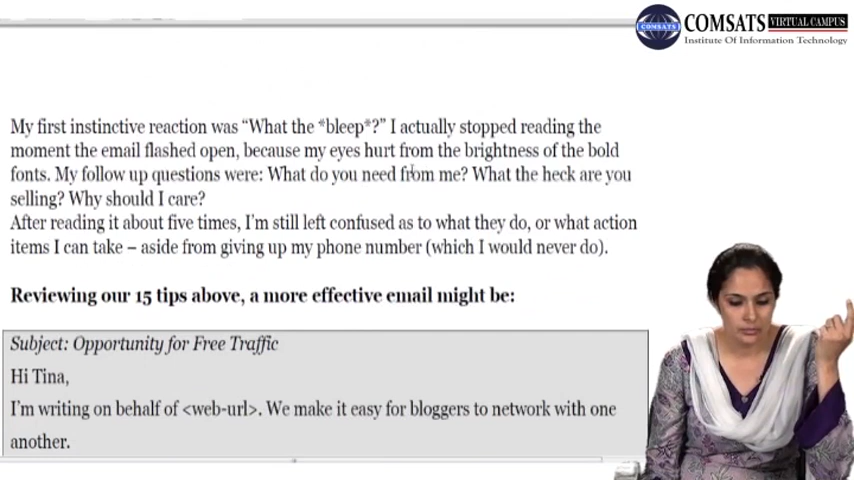 COMSATS VIRTUAL CAMPUS
COMSATS
Institute Of Information Technology
My first instinctive reaction was “What the *bleep*?” I actually stopped reading the
moment the email flashed open, because my eyes hurt from the brightness of the bold
fonts. My follow up questions were: What do you need from me? What the heck are you
selling? Why should I care?
After reading it about five times, I’m still left confused as to what they do, or what action
items I can take – aside from giving up my phone number (which I would never do).
Reviewing our 15 tips above, a more effective email might be:
Subject: Opportunity for Free Traffic
Hi Tina,
I’m writing on behalf of <web-url>. We make it easy for bloggers to network with one
another.